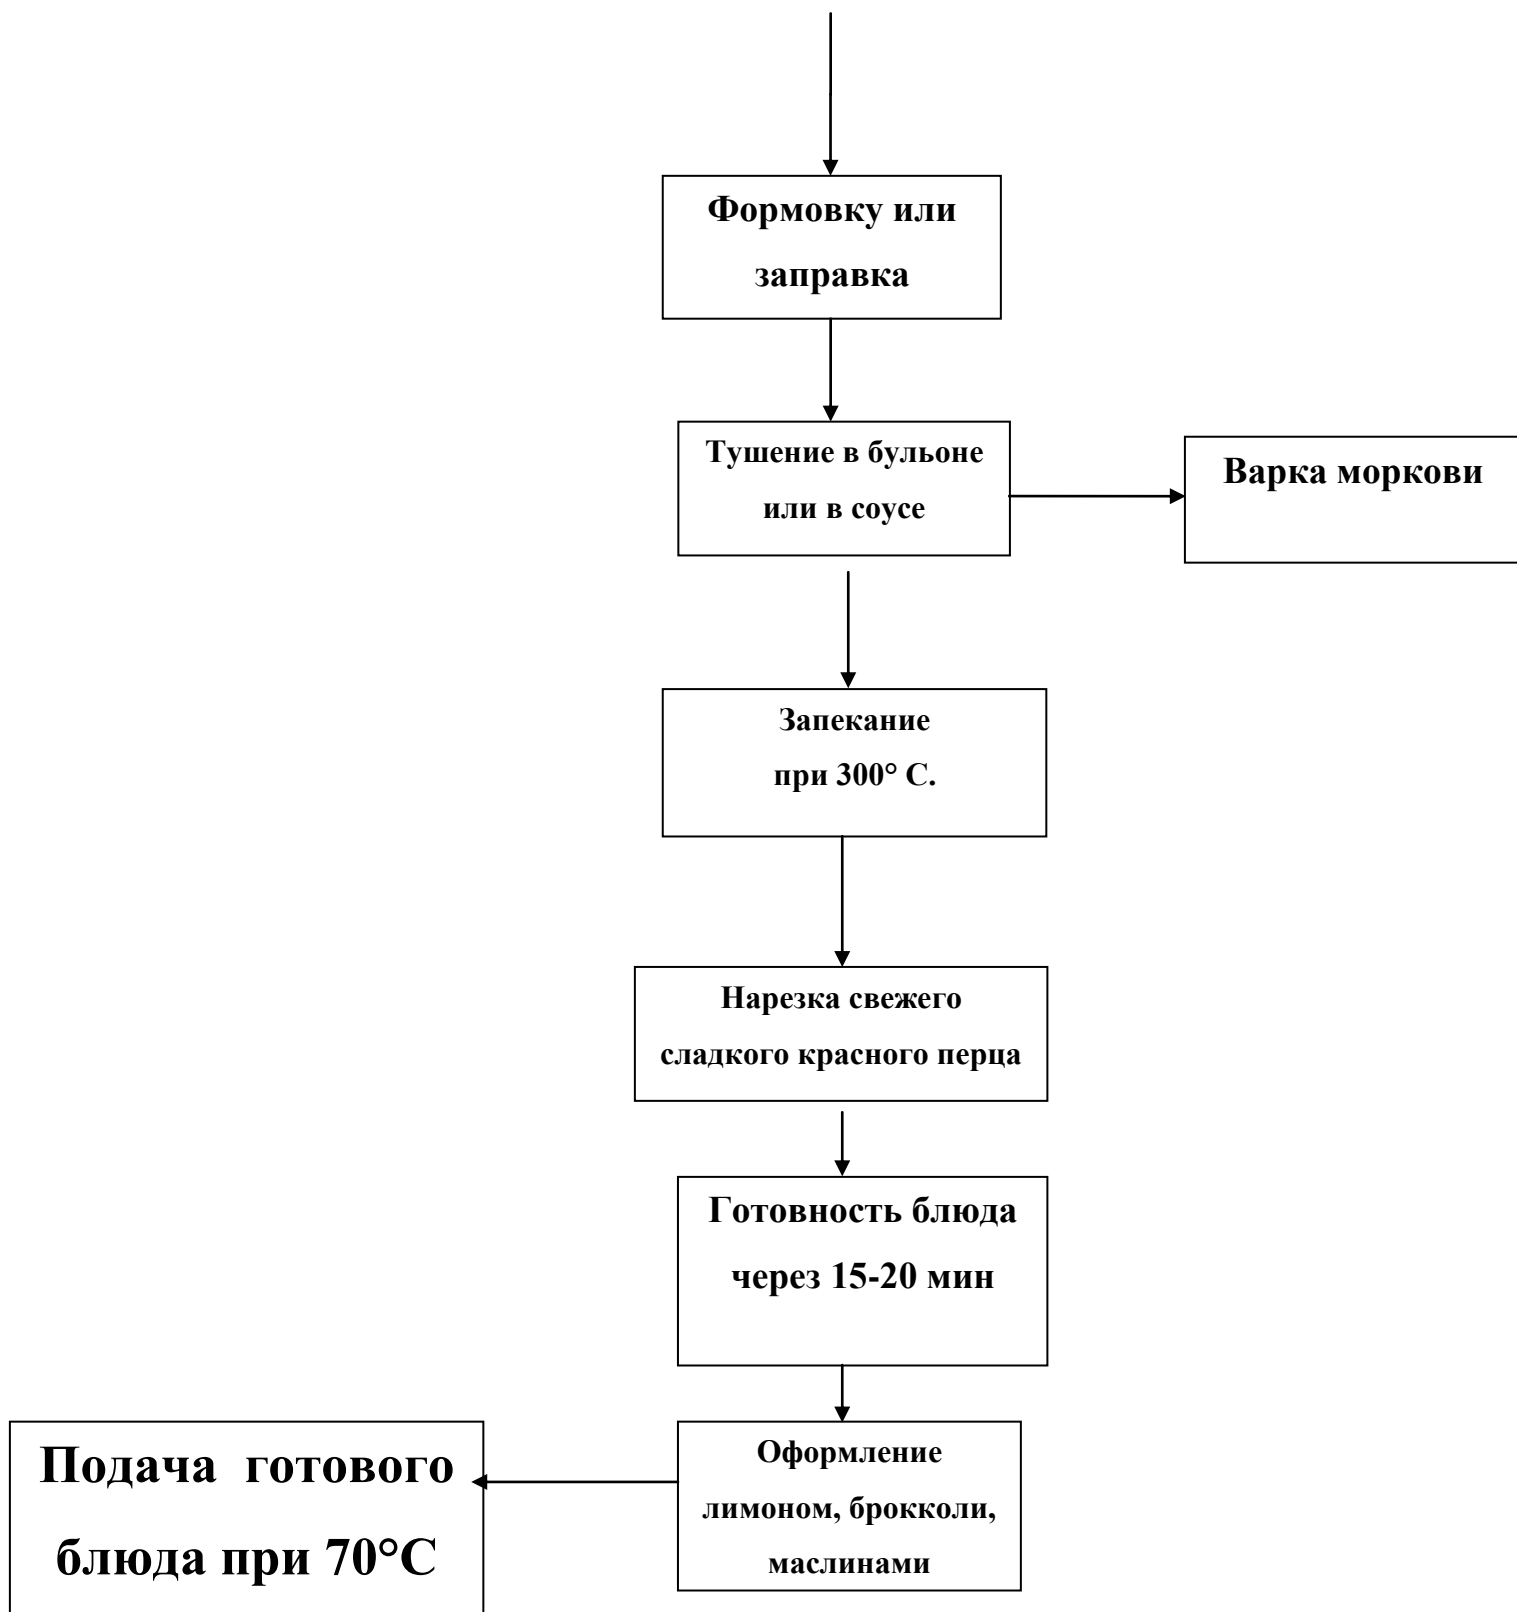 Формовку или
заправка
Тушение в бульоне
или в соусе
Варка моркови
Запекание
при 300° С.
Нарезка свежего
сладкого красного перца
Готовность блюда
через 15-20 мин
Оформление
лимоном, брокколи,
маслинами
Подача готового
блюда при 70°С